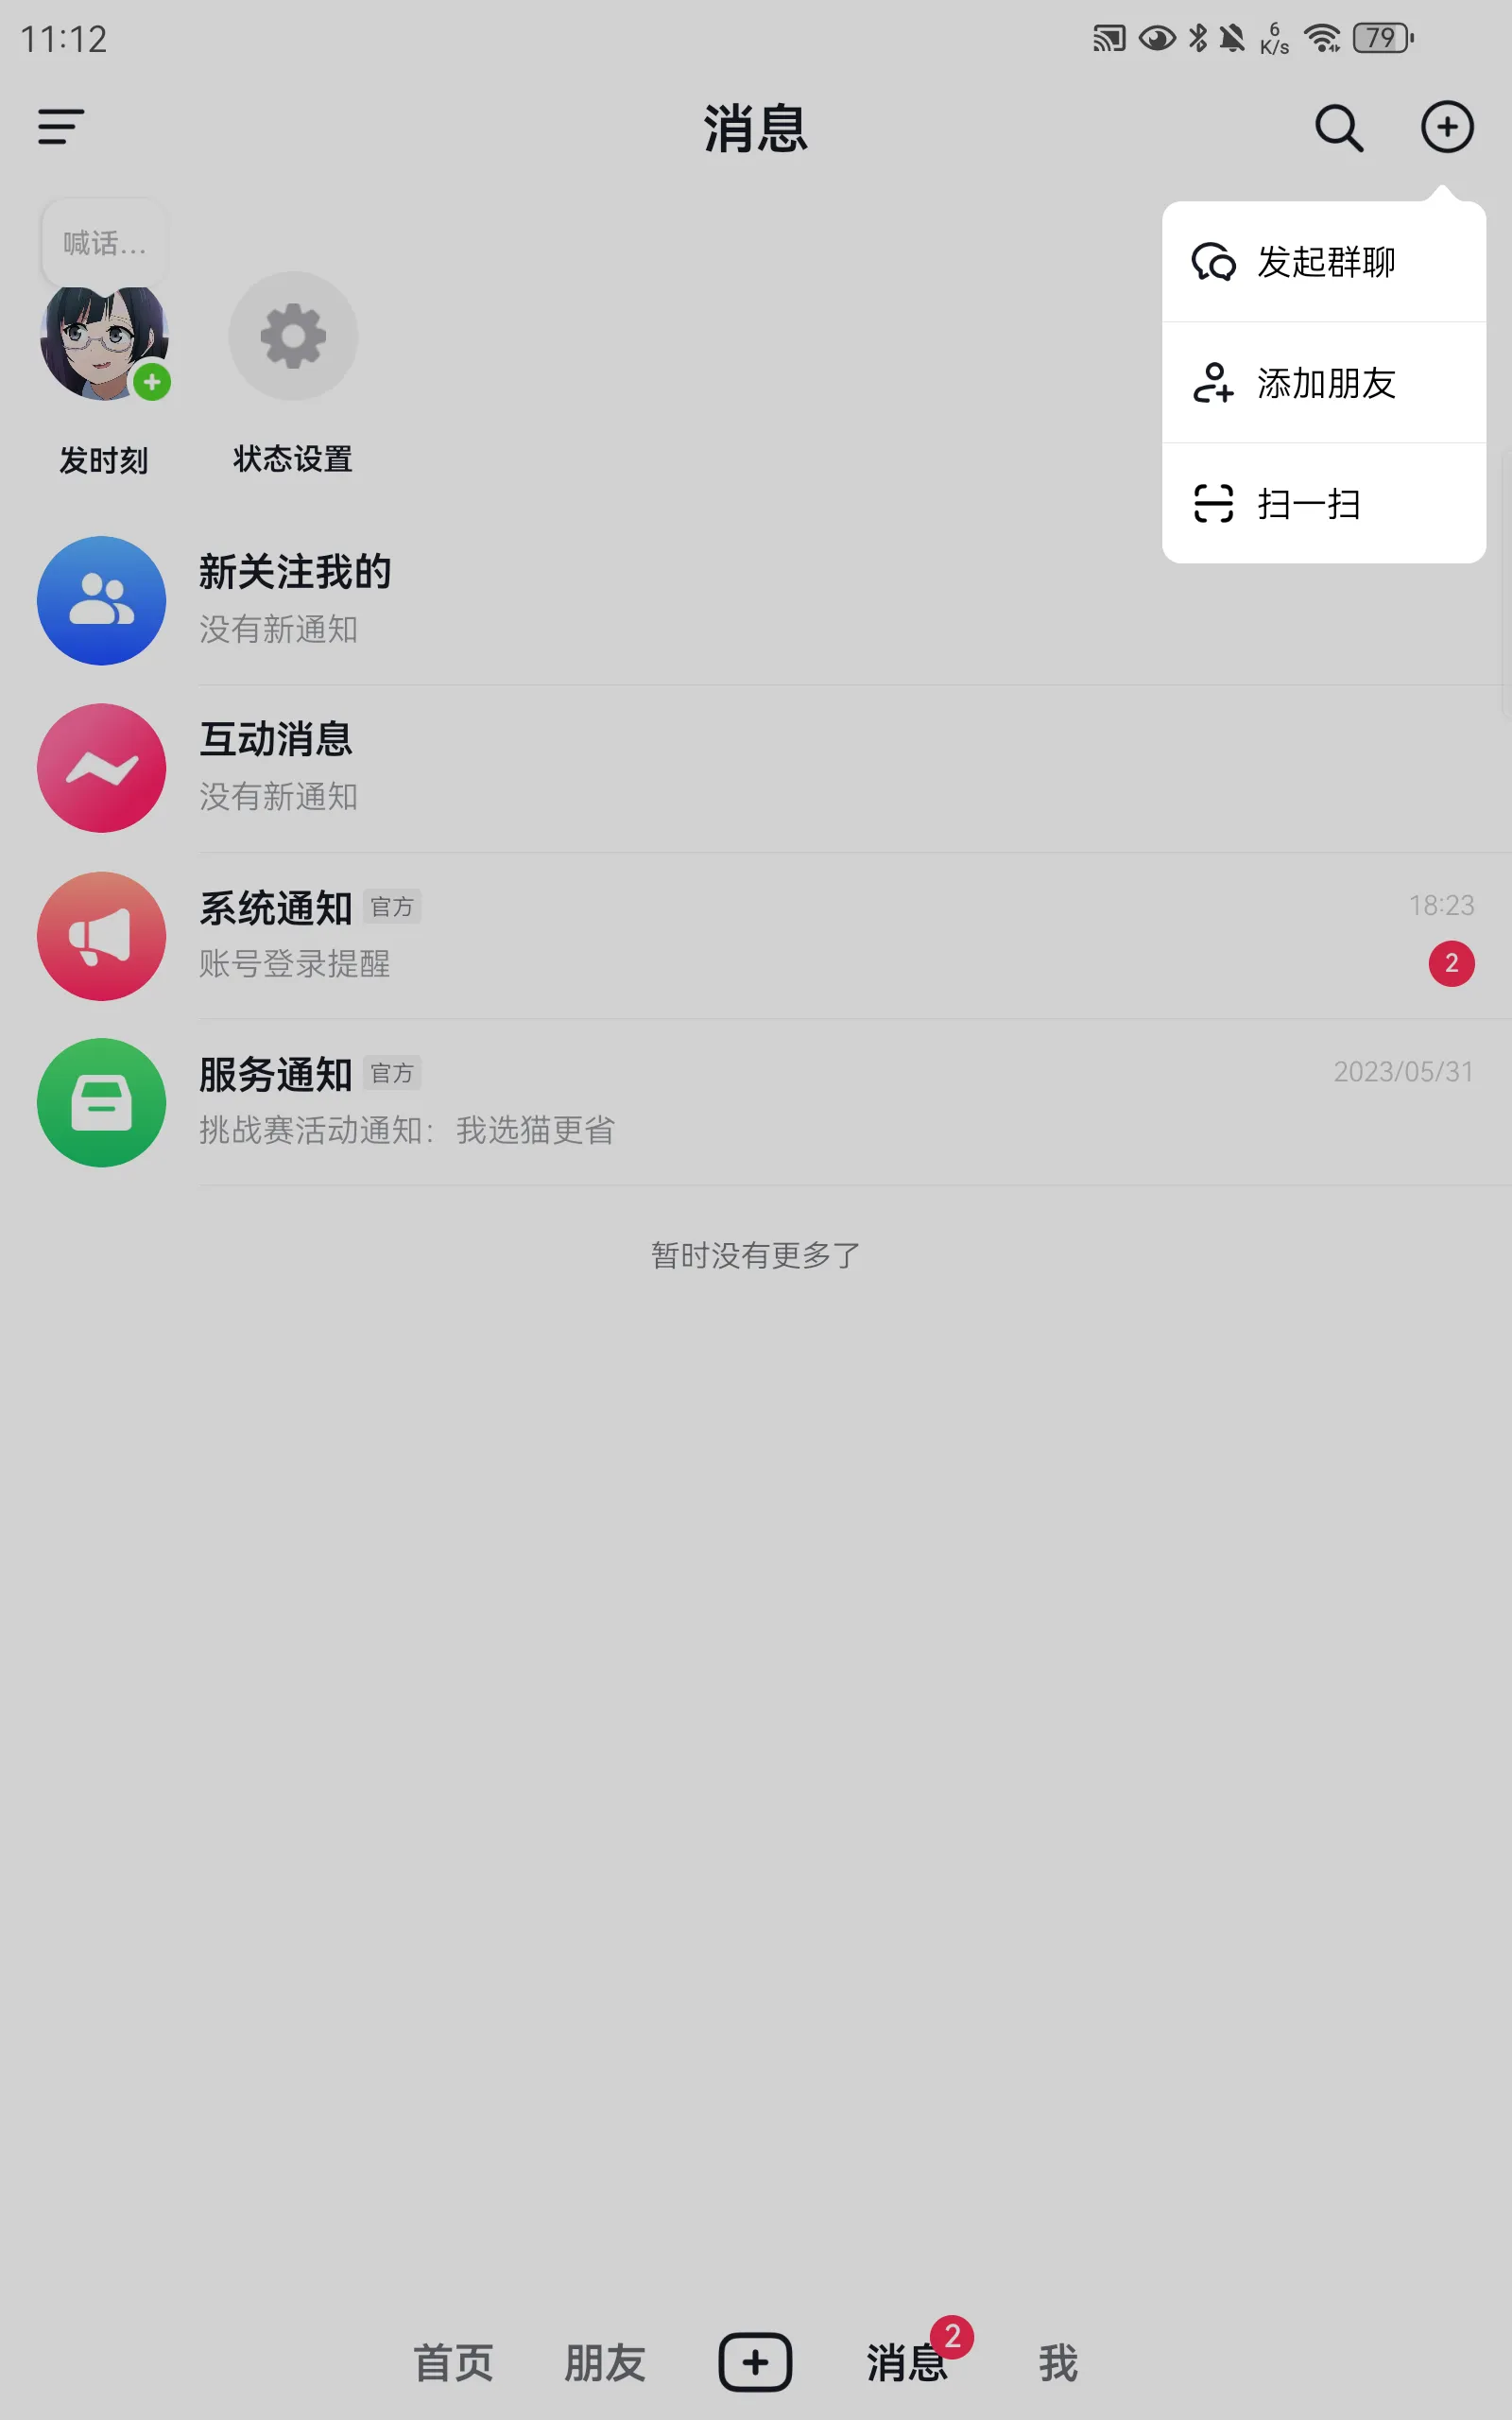 11:12
6
K/s
79
消息
喊话...
发起群聊
添加朋友
扫一扫
发时刻
状态设置
新关注我的
没有新通知
互动消息
没有新通知
系统通知 官方
18:23
账号登录提醒
2
服务通知 官方
2023/05/31
挑战赛活动通知：我选猫更省
暂时没有更多了
首页
朋友
消息
2
我